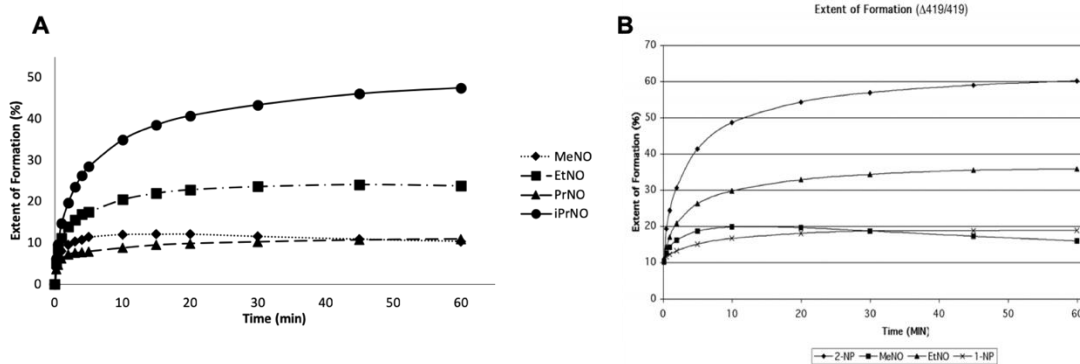 A
Extent of Formation (%)
50
40
30
20
10
0
0
10
20
30
40
50
60
Time (min)
MeNO
EtNO
PrNO
iPrNO
B
Extent of Formation (Δ419/419)
Extent of Formation (%)
70
60
50
40
30
20
10
0
0
10
20
30
40
50
60
Time (MIN)
2-NP MeNO EtNO 1-NP